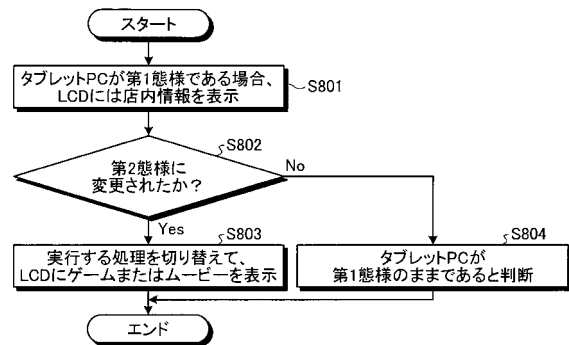 スタート
タブレットPCが第1態様である場合、
LCDには店内情報を表示
S801
S802
第2態様に
変更されたか？
No
Yes
S803
実行する処理を切り替えて、
LCDにゲームまたはムービーを表示
S804
タブレットPCが
第1態様のままであると判断
エンド